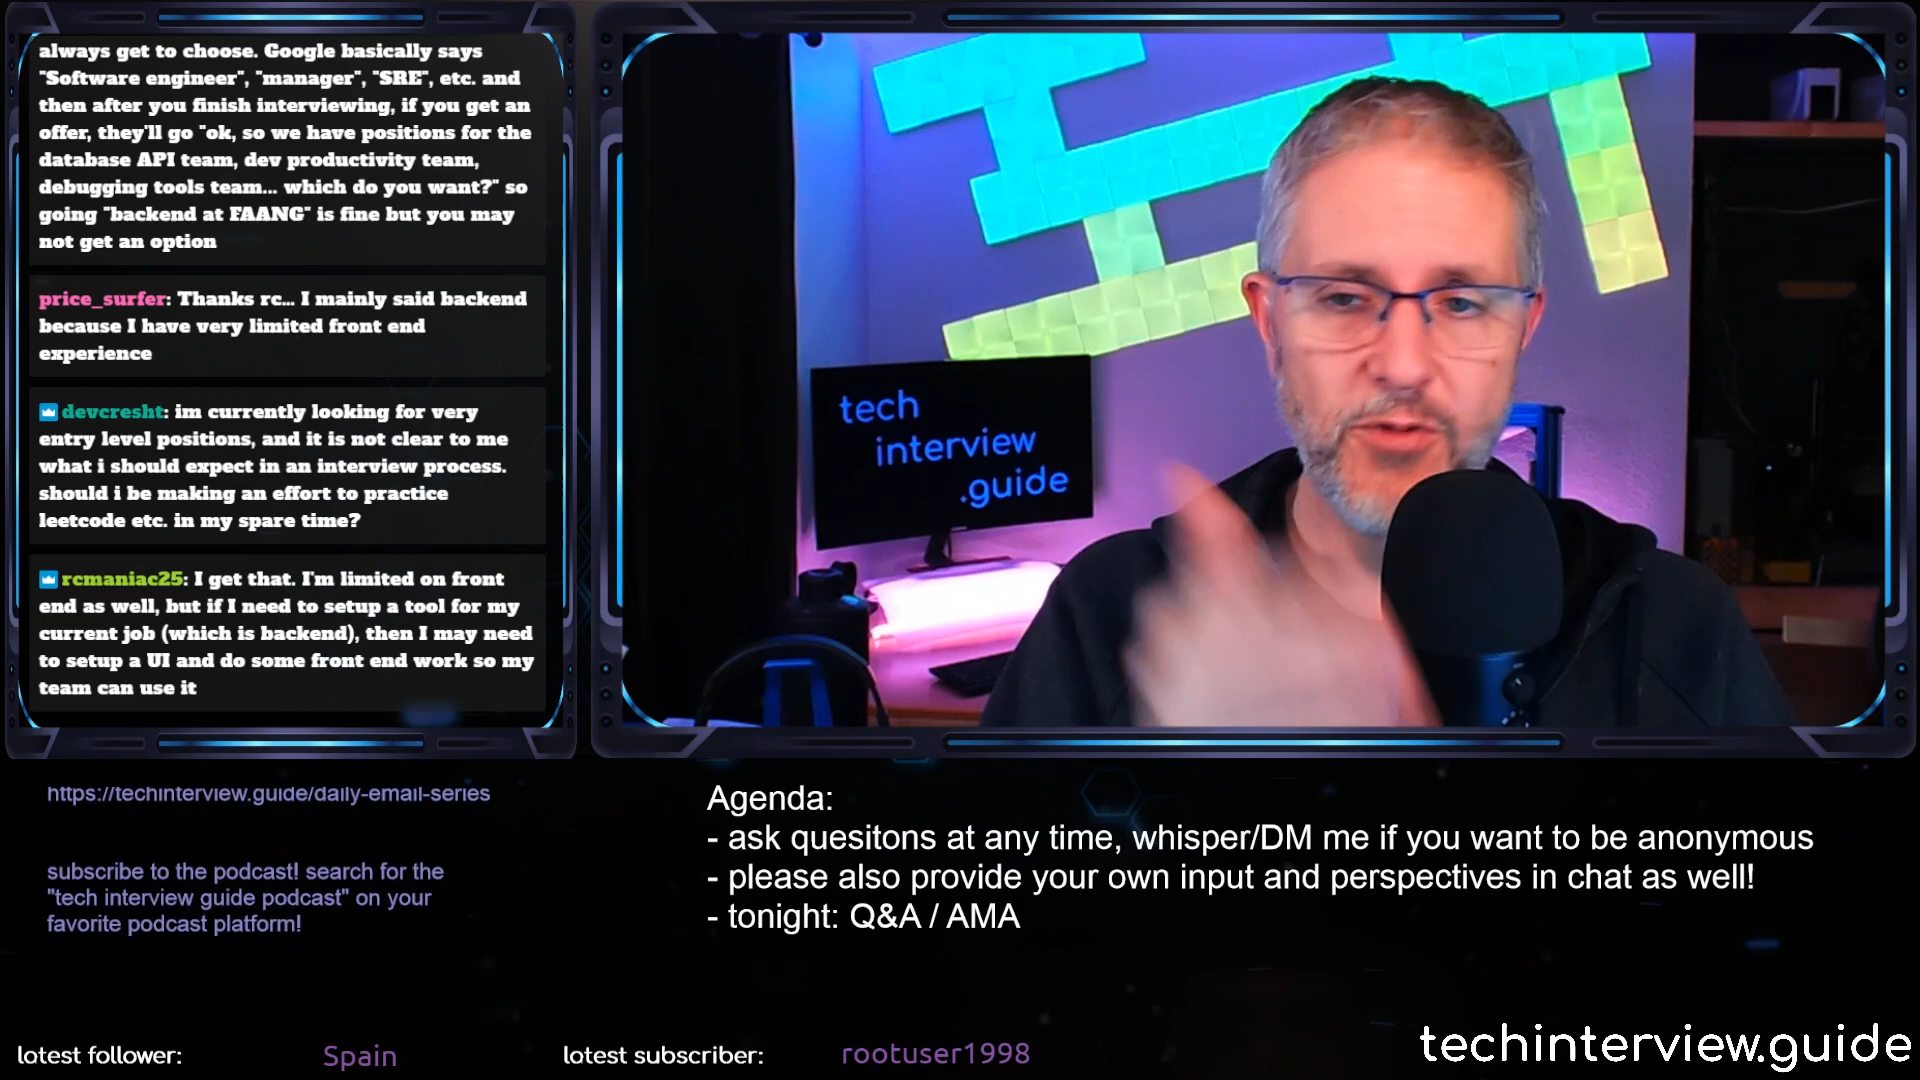 always get to choose. Google basically says
"Software engineer", "manager", "SRE", etc. and
then after you finish interviewing, if you get an
offer, they'll go "ok, so we have positions for the
database API team, dev productivity team,
debugging tools team... which do you want?" so
going "backend at FAANG" is fine but you may
not get an option
price_surfer: Thanks rc... I mainly said backend
because I have very limited front end
experience
devcresht: im currently looking for very
entry level positions, and it is not clear to me
what i should expect in an interview process.
should i be making an effort to practice
leetcode etc. in my spare time?
rcmaniac25: I get that. I'm limited on front
end as well, but if I need to setup a tool for my
current job (which is backend), then I may need
to setup a UI and do some front end work so my
team can use it
tech
interview
.guide
https://techinterview.guide/daily-email-series
subscribe to the podcast! search for the
"tech interview guide podcast" on your
favorite podcast platform!
Agenda:
- ask quesitons at any time, whisper/DM me if you want to be anonymous
- please also provide your own input and perspectives in chat as well!
- tonight: Q&A / AMA
latest follower: Spain
latest subscriber: rootuser1998
techinterview.guide